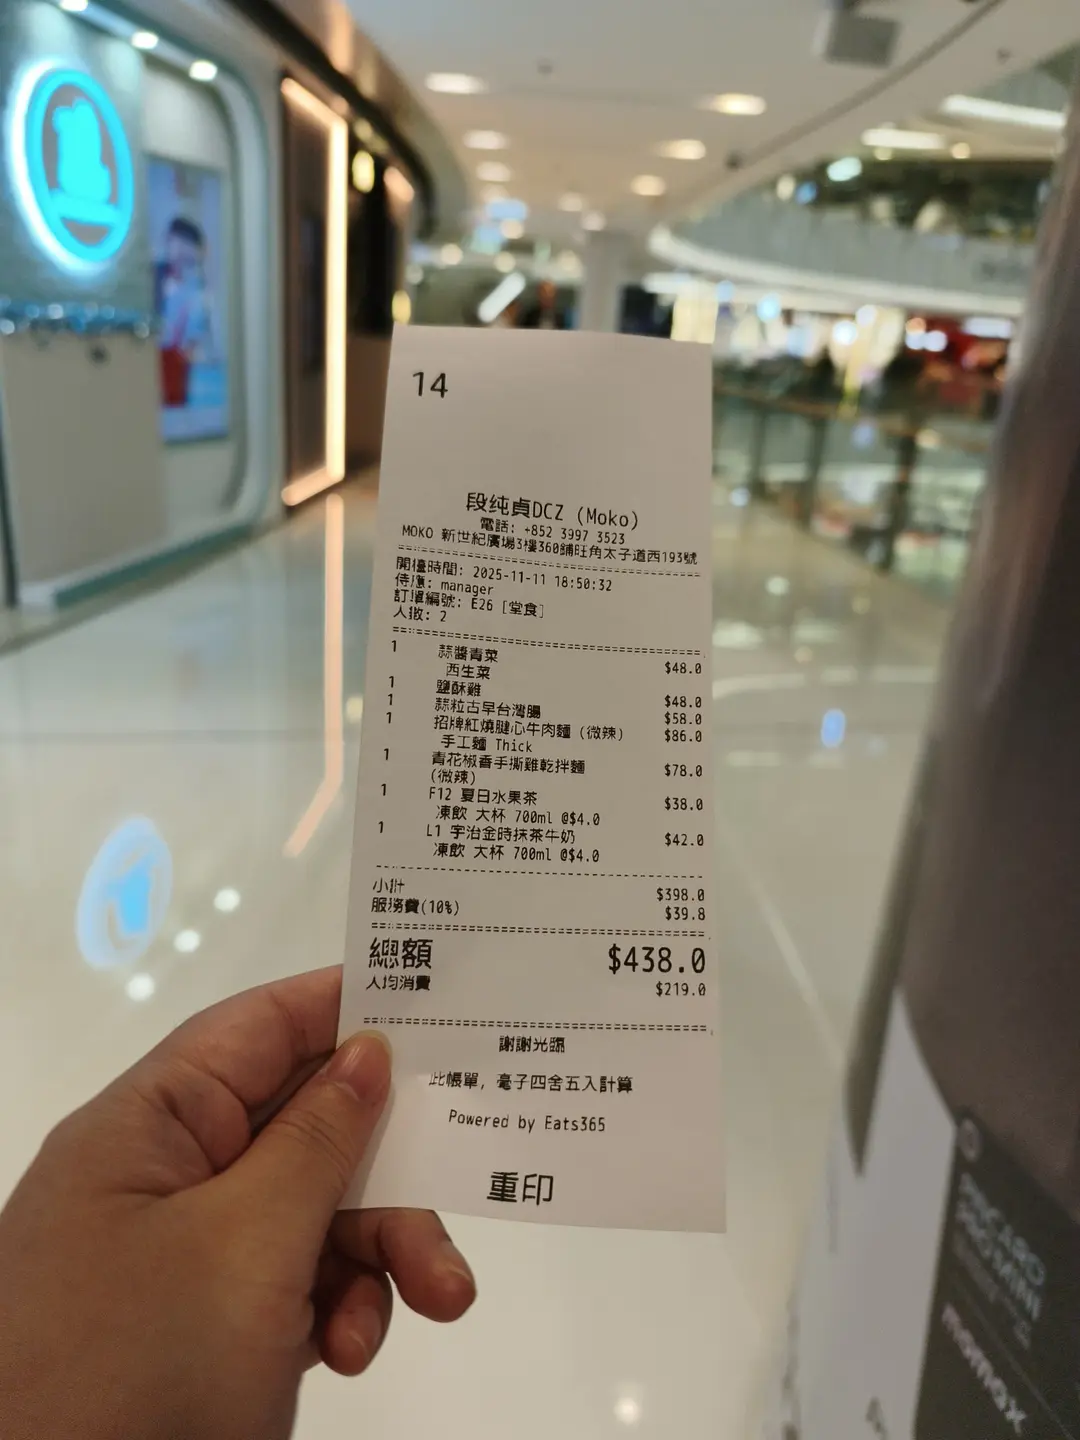 14
段纯貞DCZ (Moko)
電話: +852 3997 3523
MOKO 新世紀廣場3樓360舖旺角太子道西193號
開檯時間: 2025-11-11 18:50:32
侍應: manager
訂單編號: E26 [堂食]
人數: 2
1 蒜醬青菜 $48.0
西生菜
1 鹽酥雞 $48.0
1 蒜粒古早台灣腸 $58.0
1 招牌紅燒腱心牛肉麵 (微辣) $86.0
手工麵 Thick
1 青花椒香手撕雞乾拌麵 $78.0
(微辣)
1 F12 夏日水果茶 $38.0
凍飲 大杯 700ml @$4.0
1 L1 宇治金時抹茶牛奶 $42.0
凍飲 大杯 700ml @$4.0
小計 $398.0
服務費(10%) $39.8
總額 $438.0
人均消費 $219.0
謝謝光臨
此帳單, 毫子四舍五入計算
Powered by Eats365
重印
momax